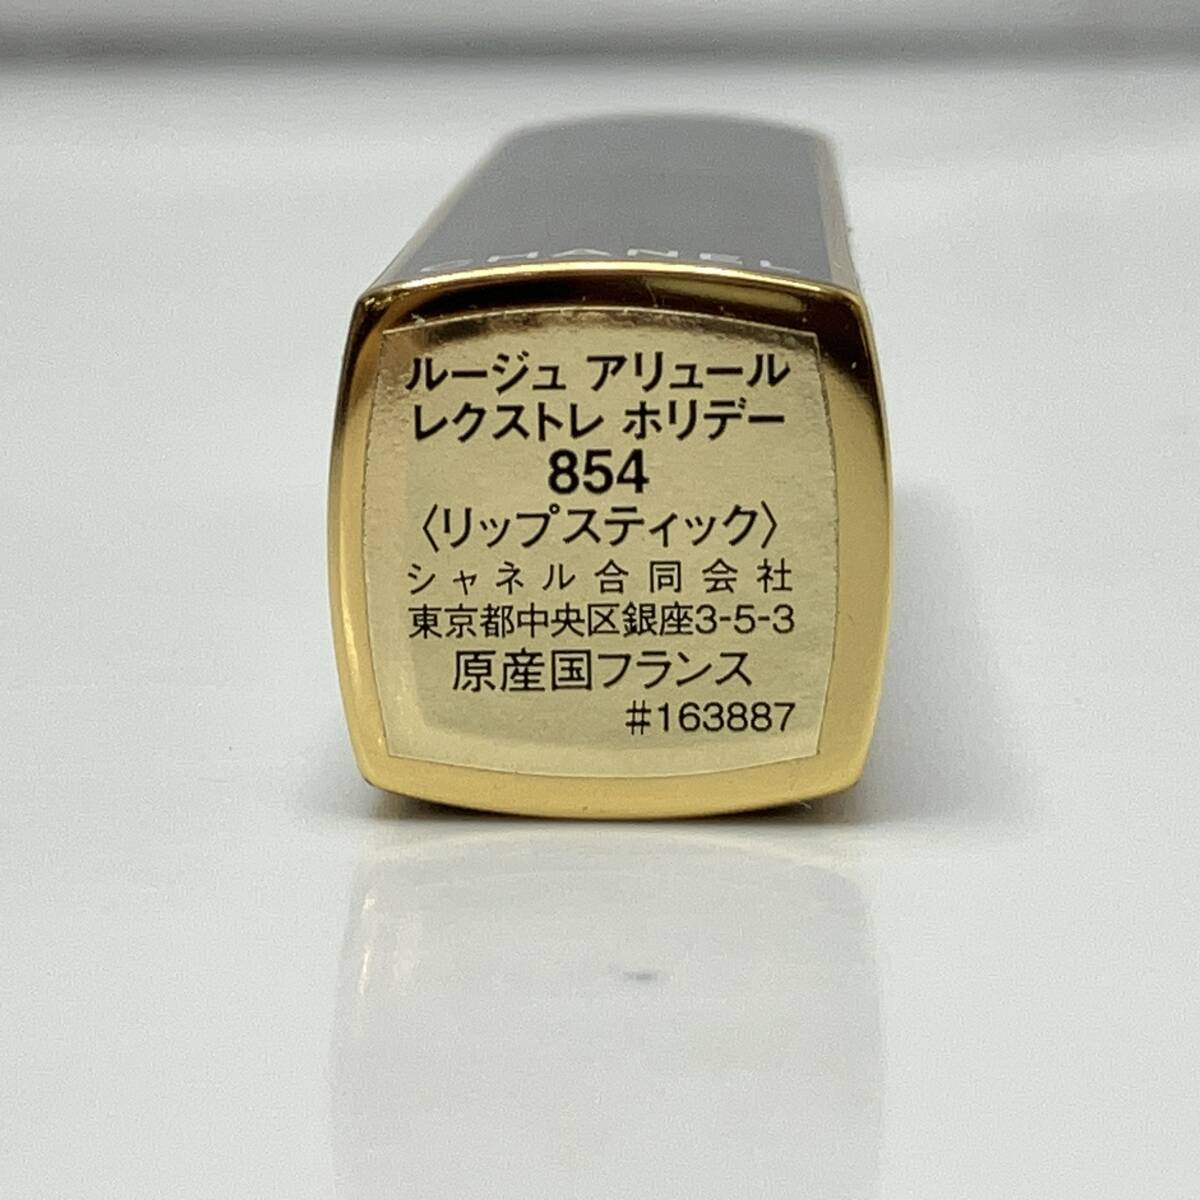 CHANEL
ルージュ アリュール
レクストレ ホリデー
854
〈リップスティック〉
シャネル合同会社
東京都中央区銀座3-5-3
原産国フランス
#163887